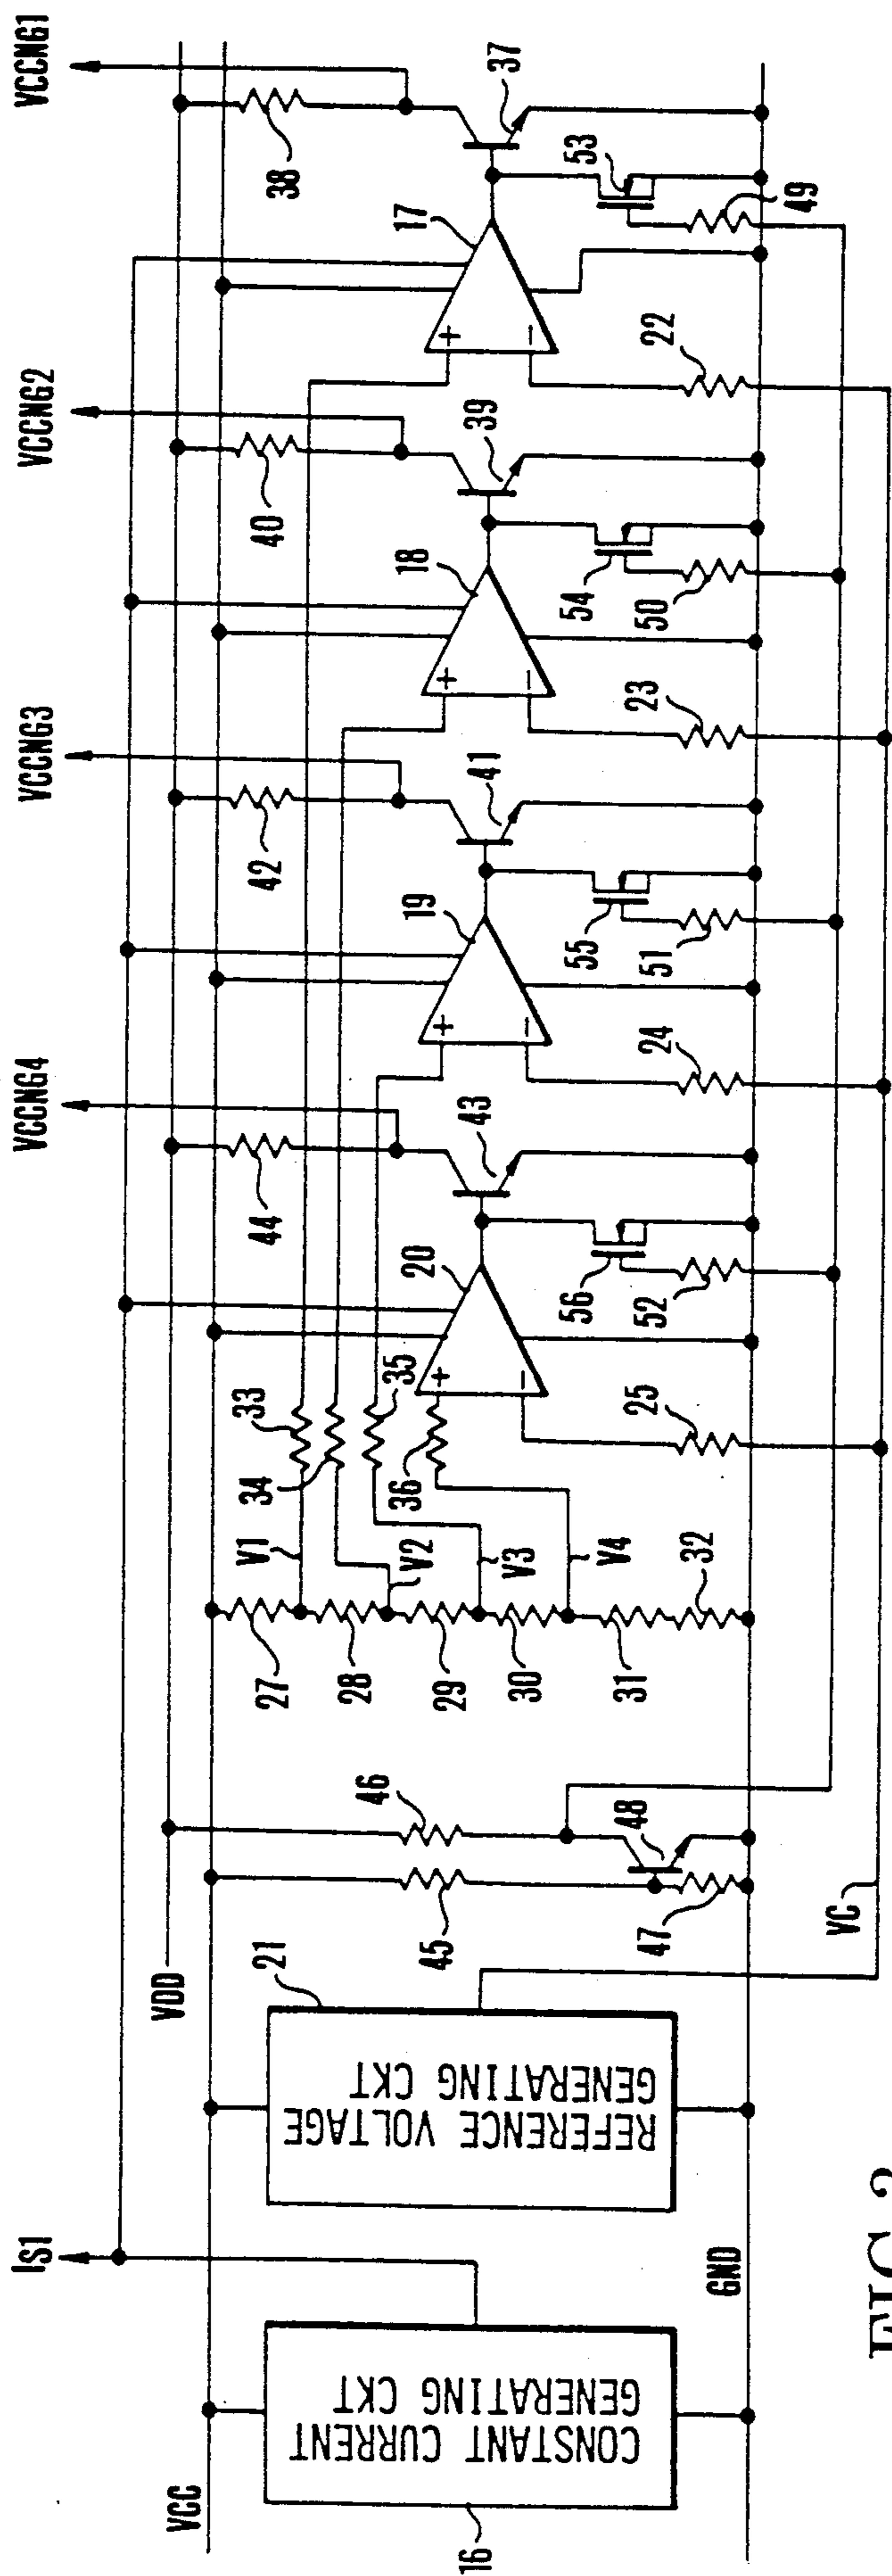 IS1
VCCNG4
VCCNG3
VCCNG2
VCCNG1
VCC
VDD
16
CONSTANT CURRENT
GENERATING CKT
21
REFERENCE VOLTAGE
GENERATING CKT
GND
45
46
47
48
VC
27
28
29
30
31
32
V1
V2
V3
V4
33
34
35
36
44
20
+
−
43
56
52
25
42
19
+
−
41
55
51
24
40
18
+
−
39
54
50
23
38
17
+
−
37
53
49
22